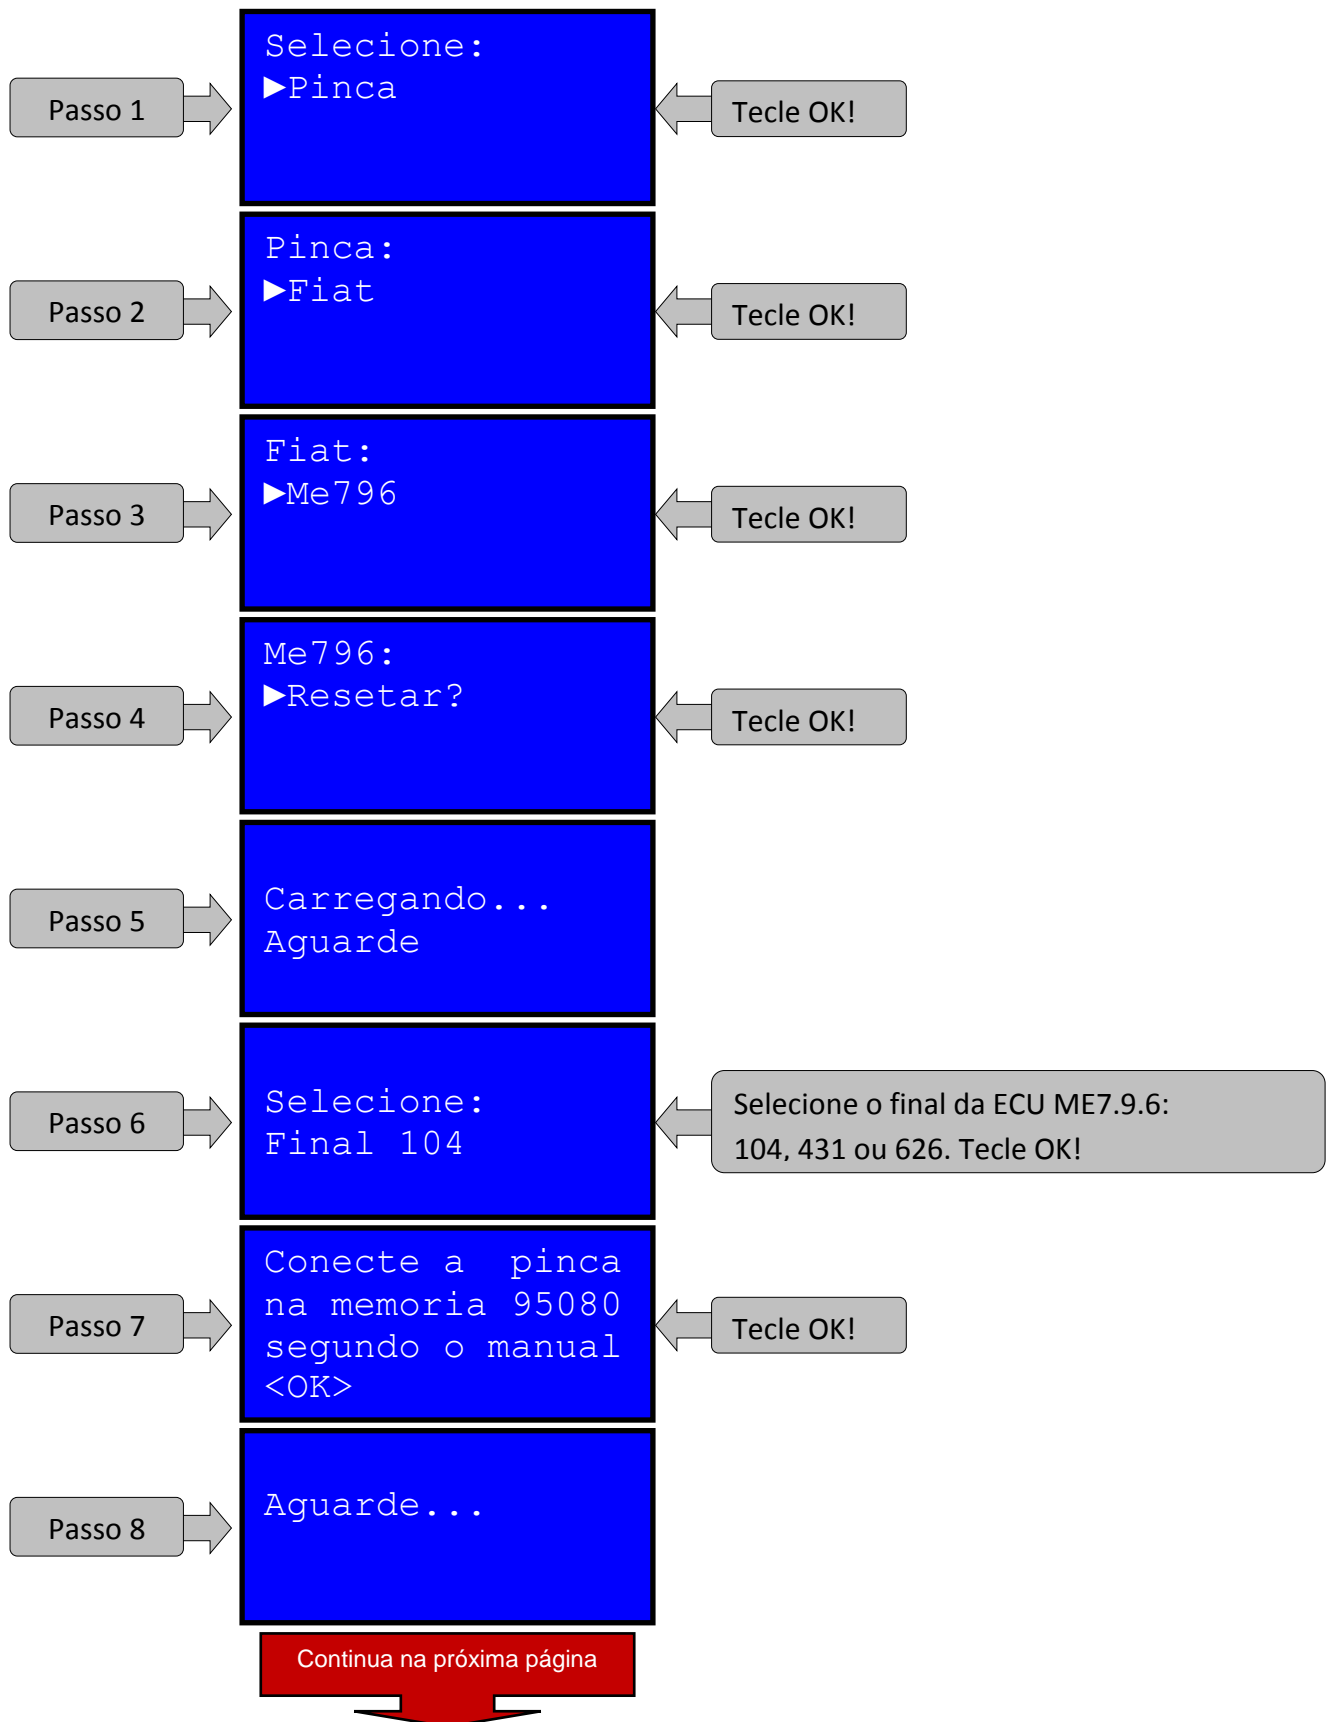 Selecione:
►Pinca
Passo 1
Tecle OK!
Pinca:
►Fiat
Passo 2
Tecle OK!
Fiat:
►Me796
Passo 3
Tecle OK!
Me796:
►Resetar?
Passo 4
Tecle OK!
Carregando...
Aguarde
Passo 5
Selecione:
Final 104
Passo 6
Selecione o final da ECU ME7.9.6:
104, 431 ou 626. Tecle OK!
Conecte a  pinca
na memoria 95080
segundo o manual
<OK>
Passo 7
Tecle OK!
Aguarde...
Passo 8
Continua na próxima página